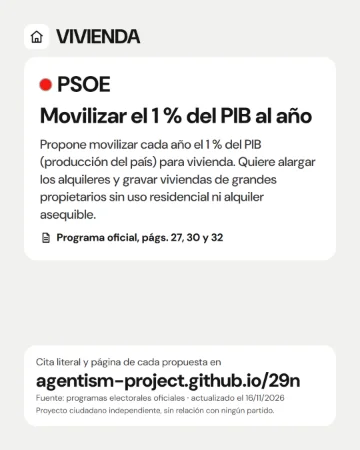 VIVIENDA
PSOE
Movilizar el 1 % del PIB al año
Propone movilizar cada año el 1 % del PIB
(producción del país) para vivienda. Quiere alargar
los alquileres y gravar viviendas de grandes
propietarios sin uso residencial ni alquiler
asequible.
Programa oficial, págs. 27, 30 y 32
Cita literal y página de cada propuesta en
agentism-project.github.io/29n
Fuente: programas electorales oficiales · actualizado el 16/11/2026
Proyecto ciudadano independiente, sin relación con ningún partido.